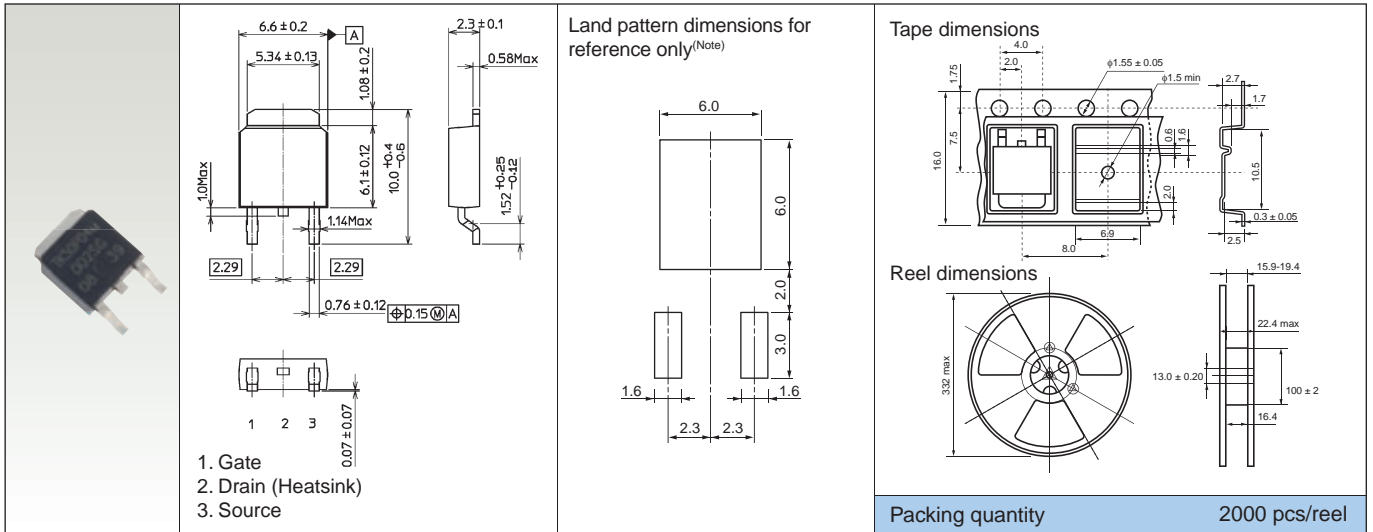 6.6 ± 0.2
A
5.34 ± 0.13
1.08 ± 0.2
1.0Max
6.1 ± 0.12
10.0 +0.4 -0.6
1.14Max
2.29
2.29
0.76 ± 0.12
0.15 Ⓜ A
2.3 ± 0.1
0.58Max
1.52 +0.25 -0.12
1 2 3
0.07 ± 0.07
1. Gate
2. Drain (Heatsink)
3. Source
Land pattern dimensions for
reference only(Note)
6.0
6.0
2.0
3.0
1.6
1.6
2.3
2.3
Tape dimensions
4.0
2.0
1.75
16.0
7.5
ϕ1.55 ± 0.05
ϕ1.5 min
0.6
1.6
2.0
6.9
8.0
2.7
1.7
10.5
0.3 ± 0.05
2.5
Reel dimensions
332 max
15.9-19.4
22.4 max
13.0 ± 0.20
100 ± 2
16.4
Packing quantity 2000 pcs/reel